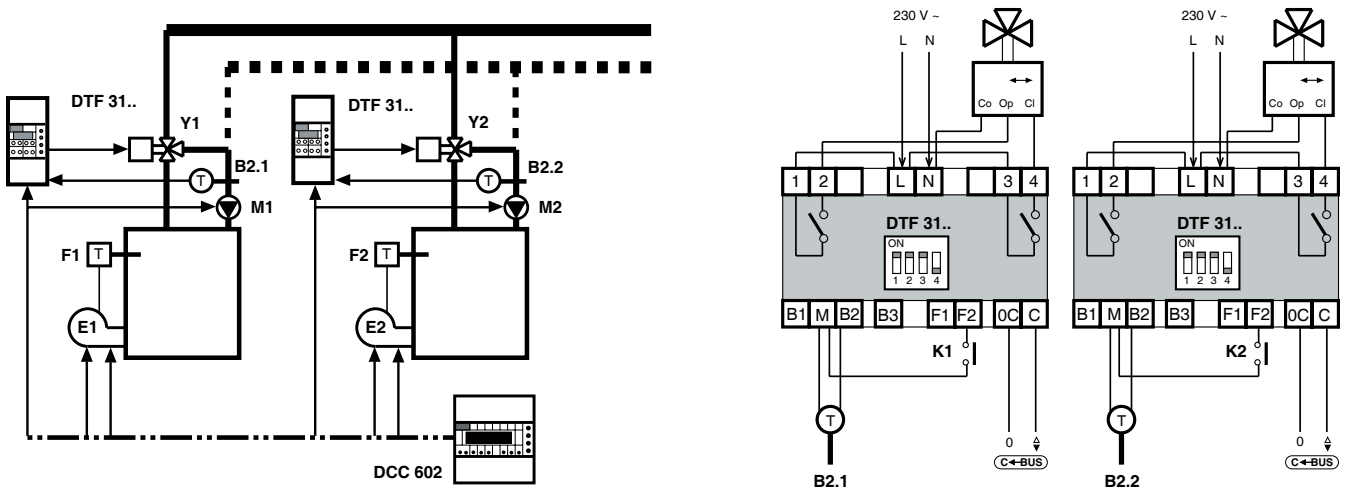 DTF 31..
Y1
T
B2.1
M1
F1 T
E1
DTF 31..
Y2
T
B2.2
M2
F2 T
E2
DCC 602
230 V ~
L N
Co Op Cl
1 2 L N 3 4
DTF 31..
ON
1 2 3 4
B1 M B2 B3 F1 F2 0C C
K1
T
0
C BUS
B2.1
230 V ~
L N
Co Op Cl
1 2 L N 3 4
DTF 31..
ON
1 2 3 4
B1 M B2 B3 F1 F2 0C C
K2
T
0
C BUS
B2.2